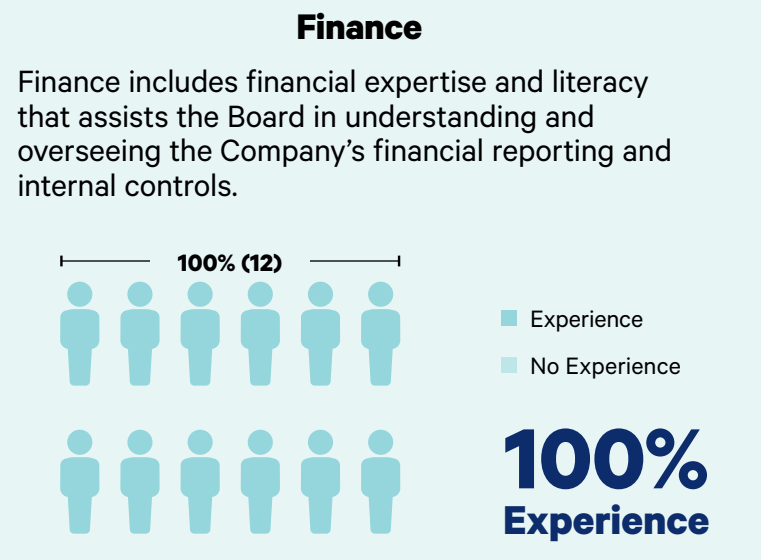 Finance
Finance includes financial expertise and literacy
that assists the Board in understanding and
overseeing the Company’s financial reporting and
internal controls.
100% (12)
Experience
No Experience
100%
Experience